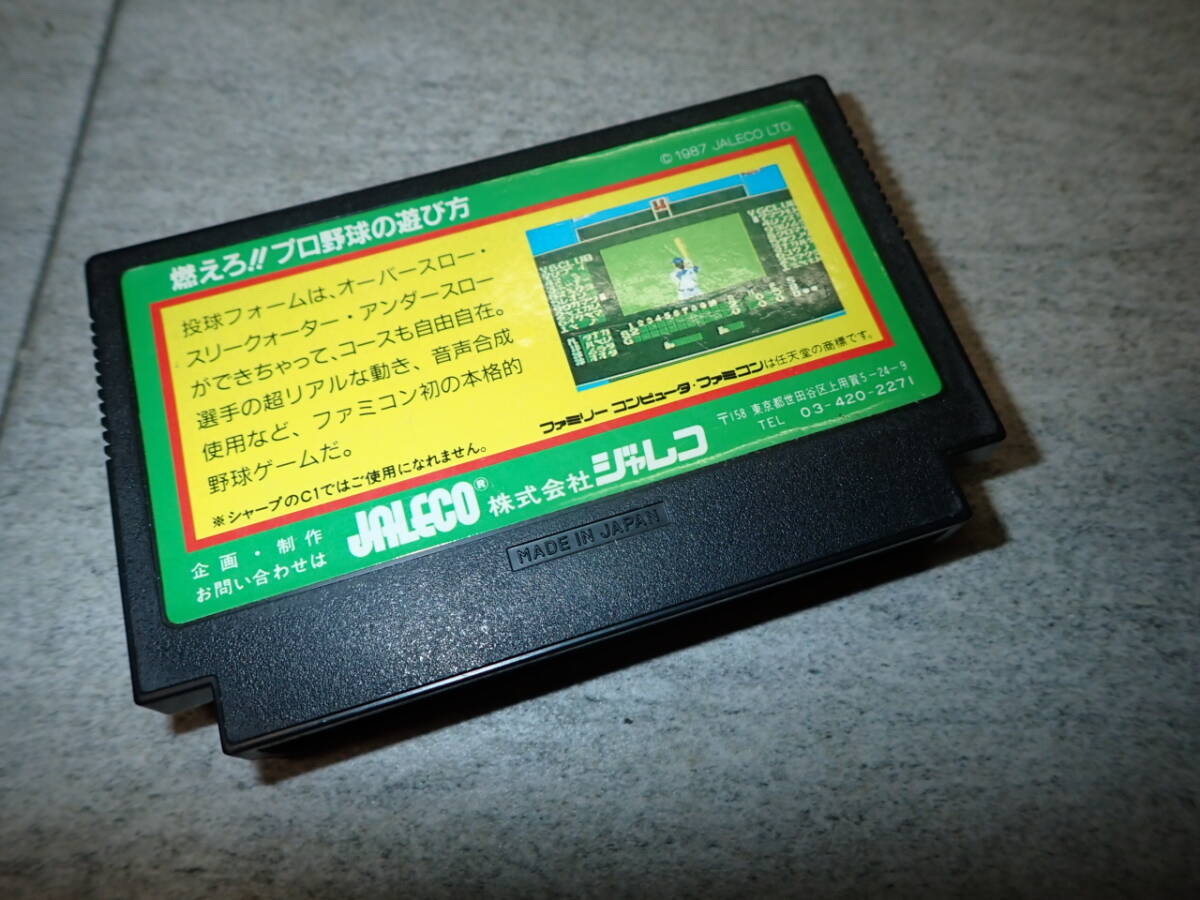 © 1987 JALECO LTD.
燃えろ!!プロ野球の遊び方
投球フォームは、オーバースロー・
スリークォーター・アンダースロー
ができちゃって、コースも自由自在。
選手の超リアルな動き、音声合成
使用など、ファミコン初の本格的
野球ゲームだ。
※シャープのC1ではご使用になれません。
VSCLUB
VSCLUB
123456789
ファミリー コンピュータ・ファミコンは任天堂の商標です。
企画・制作
お問い合わせは
JALECO® 株式会社ジャレコ
〒158 東京都世田谷区上用賀5-24-9
TEL 03-420-2271
MADE IN JAPAN